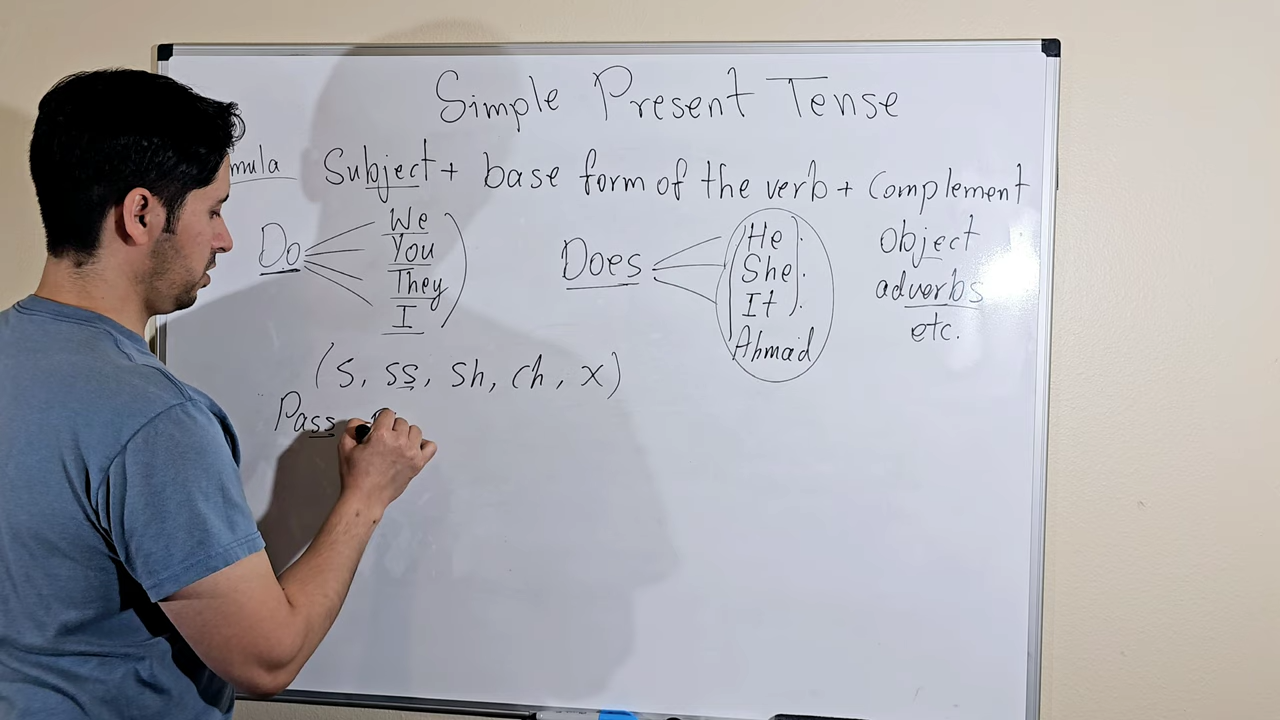 Simple Present Tense
mula Subject + base form of the verb + Complement
Do
We
You
They
I
Does
He
She
It
Ahmad
Object
adverbs
etc.
(s, ss, sh, ch, x)
Pass